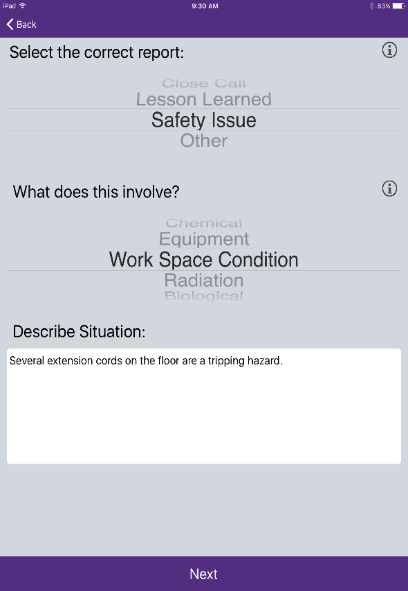 iPad 9:30 AM 83%
Back
Select the correct report:
Close Call
Lesson Learned
Safety Issue
Other
What does this involve?
Chemical
Equipment
Work Space Condition
Radiation
Biological
Describe Situation:
Several extension cords on the floor are a tripping hazard.
Next